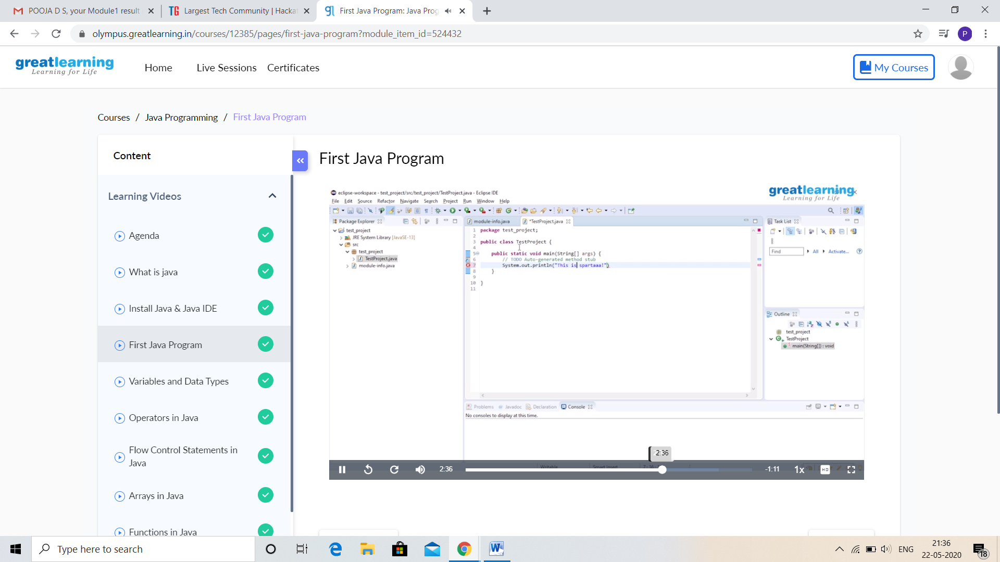 POOJA D S, your Module1 result
Largest Tech Community | Hacka
First Java Program: Java Prog
olympus.greatlearning.in/courses/12385/pages/first-java-program?module_item_id=524432
P
greatlearning
Learning for Life
Home
Live Sessions
Certificates
My Courses
Courses / Java Programming / First Java Program
Content
First Java Program
Learning Videos
Agenda
What is java
Install Java & Java IDE
First Java Program
Variables and Data Types
Operators in Java
Flow Control Statements in
Java
Arrays in Java
Functions in Java
eclipse-workspace - test_project/src/test_project/TestProject.java - Eclipse IDE
greatlearning
Learning for Life
File Edit Source Refactor Navigate Search Project Run Window Help
Package Explorer
test_project
JRE System Library [JavaSE-13]
src
test_project
TestProject.java
module-info.java
module-info.java
*TestProject.java
1 package test_project;
2
3 public class TestProject {
4
5 public static void main(String[] args) {
6 // TODO Auto-generated method stub
7 System.out.println("This is spartaaa!")
8 }
9
10 }
11
Task List
Find
All
Activate...
Outline
test_project
TestProject
main(String[]) : void
Problems
Javadoc
Declaration
Console
No consoles to display at this time.
Writable
Smart Insert
2:36
2:36
-1:11
1x
HD
Type here to search
ENG
21:36
22-05-2020
18